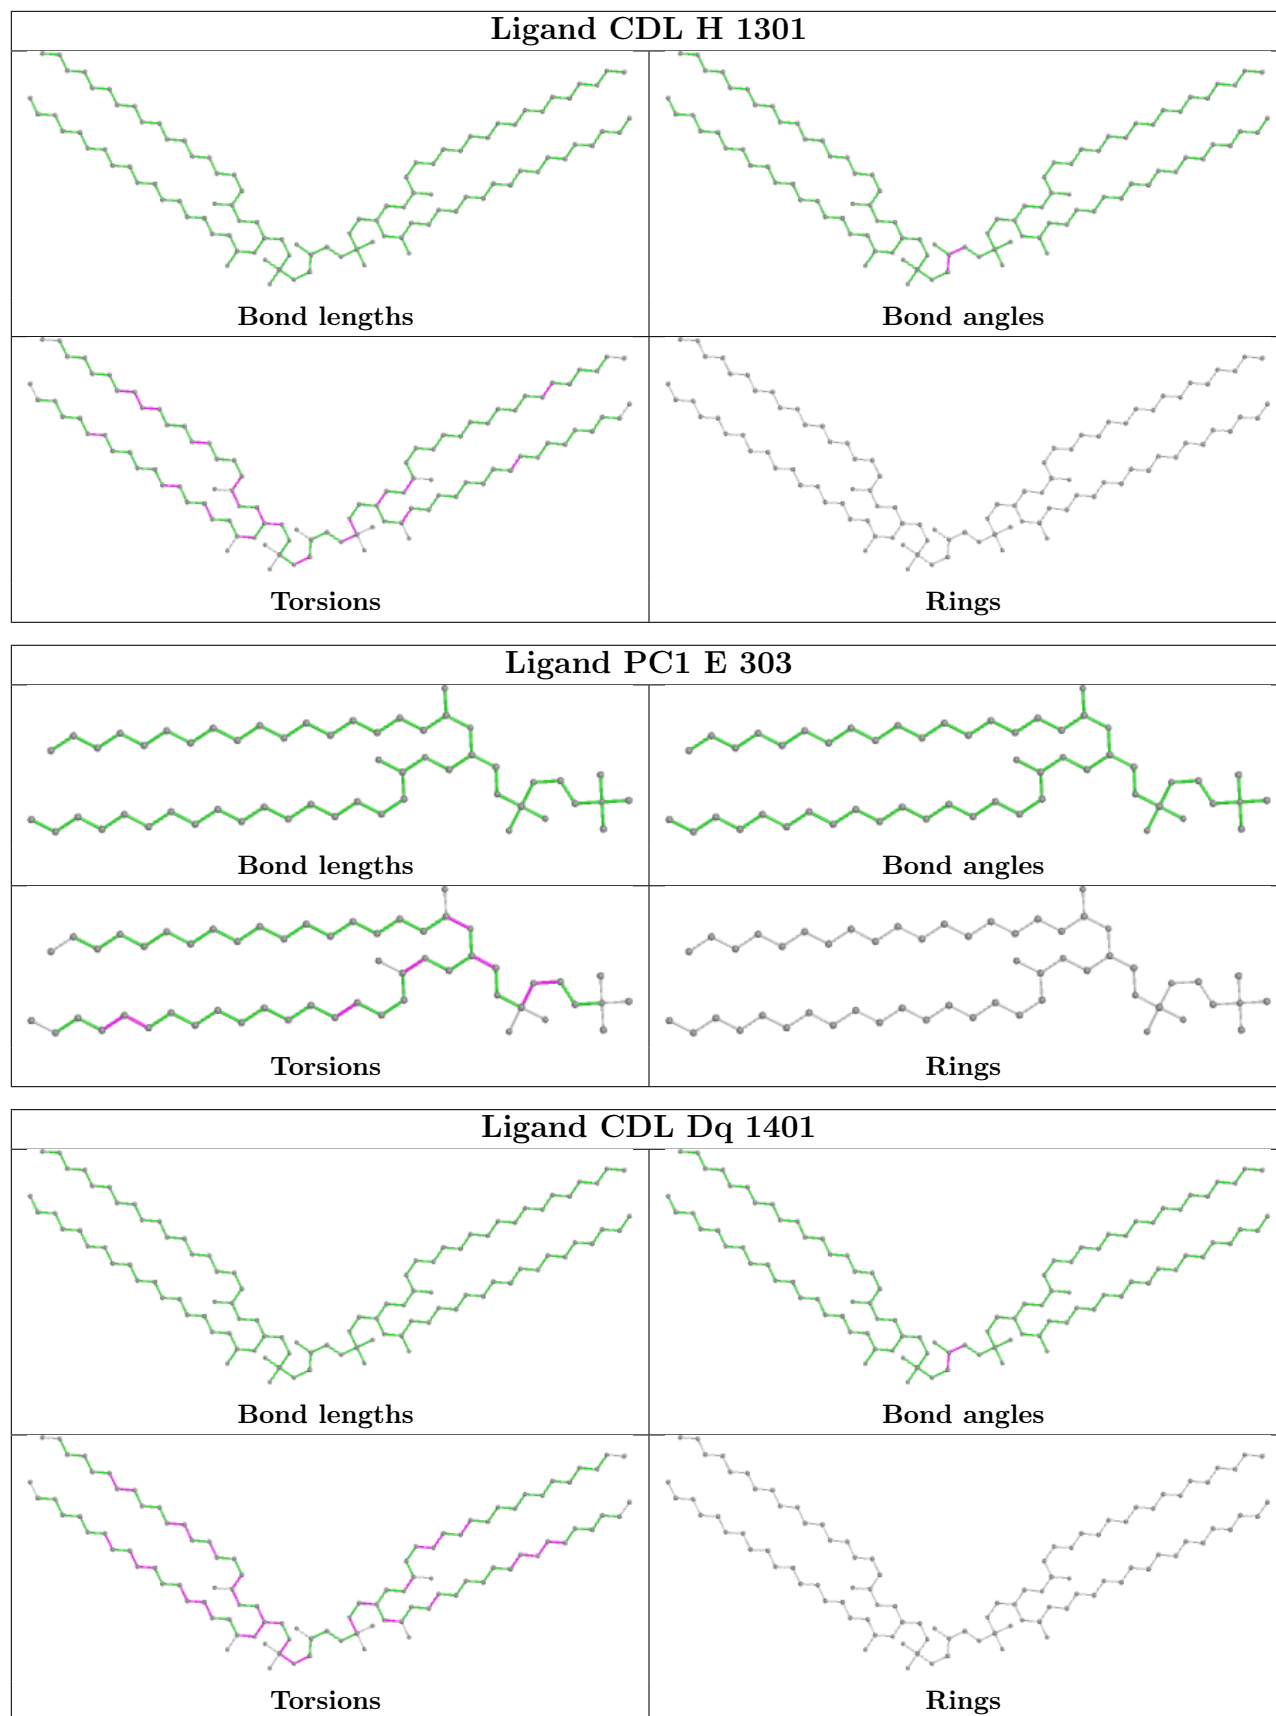 Ligand CDL H 1301
Bond lengths
Bond angles
Torsions
Rings
Ligand PC1 E 303
Bond lengths
Bond angles
Torsions
Rings
Ligand CDL Dq 1401
Bond lengths
Bond angles
Torsions
Rings